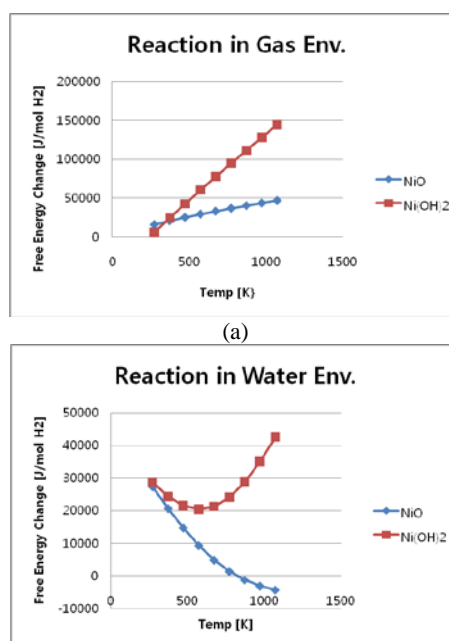 Reaction in Gas Env.
Free Energy Change [J/mol H2]
200000
150000
100000
50000
0
0
500
1000
1500
Temp [K}
NiO
Ni(OH)2
(a)
Reaction in Water Env.
Free Energy Change [J/mol H2]
50000
40000
30000
20000
10000
0
-10000
0
500
1000
1500
Temp [K]
NiO
Ni(OH)2